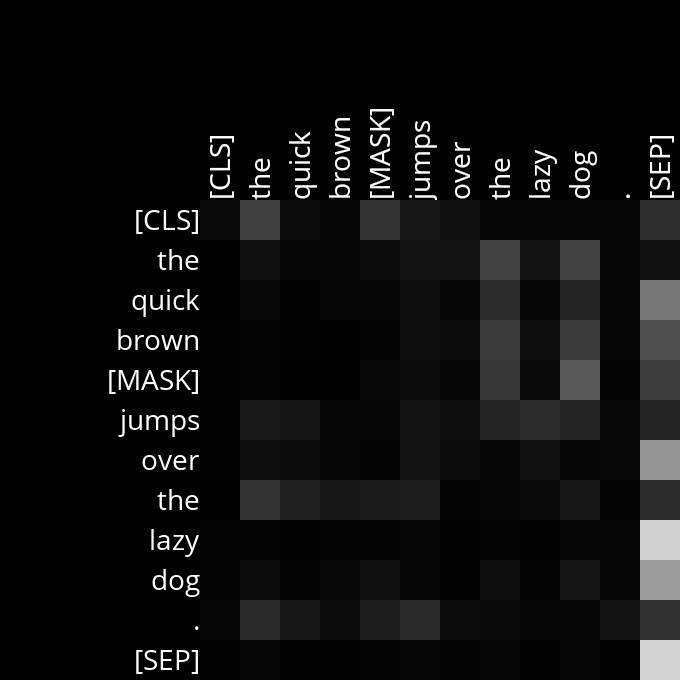 [CLS] the quick brown [MASK] jumps over the lazy dog . [SEP]
[CLS]
the
quick
brown
[MASK]
jumps
over
the
lazy
dog
.
[SEP]